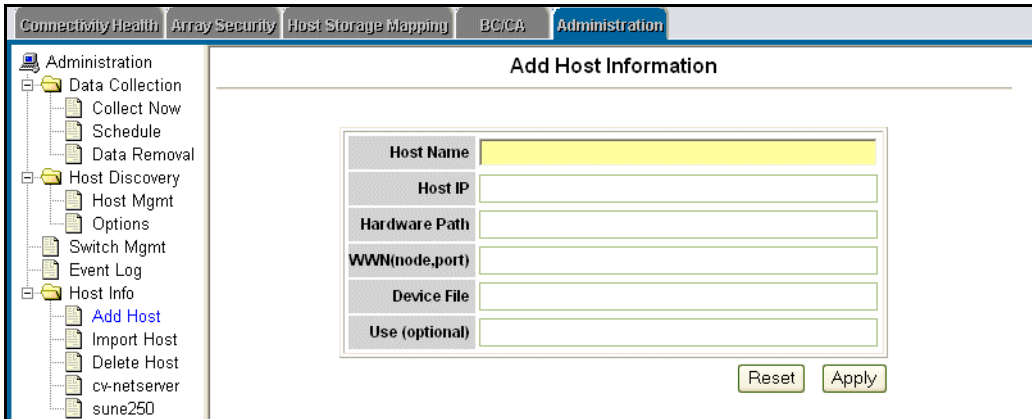 Connectivity Health Array Security Host Storage Mapping BC/CA Administration
Administration
Data Collection
Collect Now
Schedule
Data Removal
Host Discovery
Host Mgmt
Options
Switch Mgmt
Event Log
Host Info
Add Host
Import Host
Delete Host
cv-netserver
sune250
Add Host Information
Host Name
Host IP
Hardware Path
WWN(node,port)
Device File
Use (optional)
Reset Apply